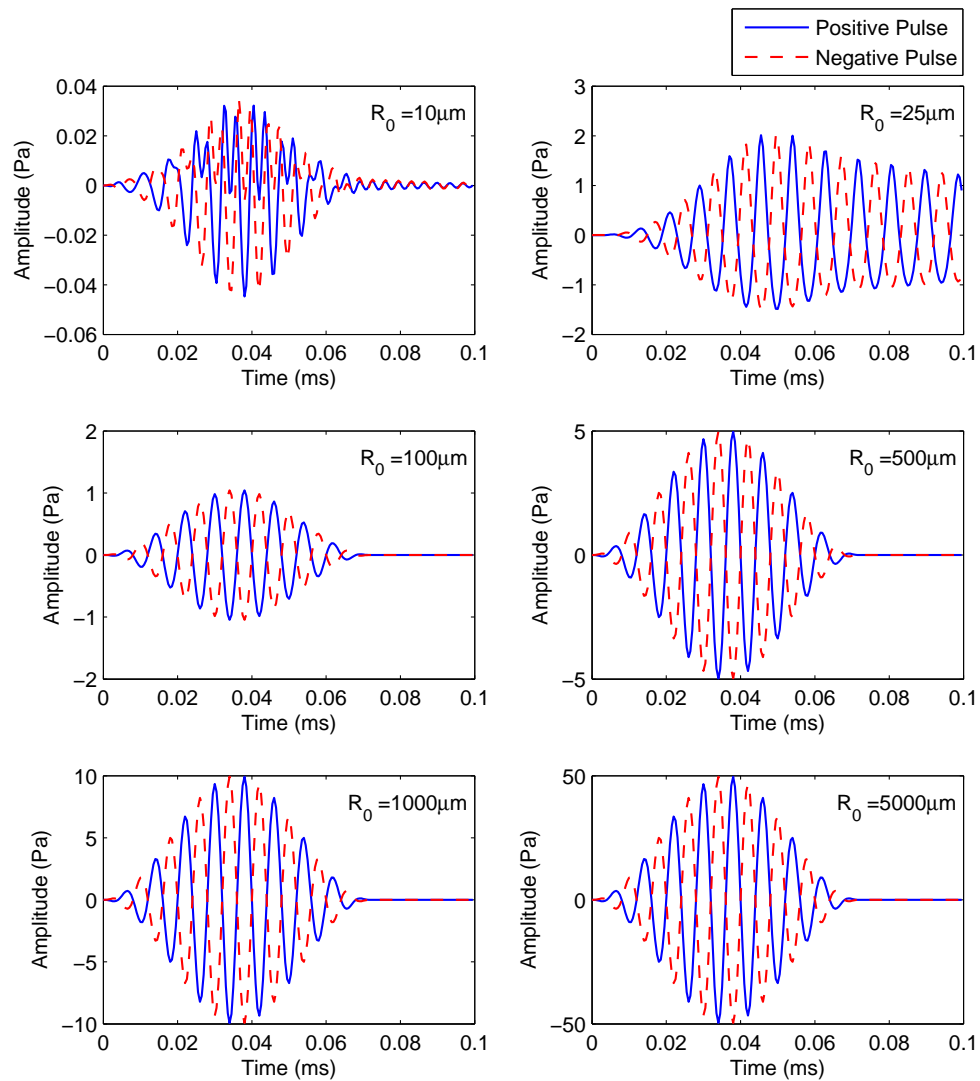 Positive Pulse
Negative Pulse
0.04
0.02
0
−0.02
−0.04
−0.06
Amplitude (Pa)
R0 =10μm
0 0.02 0.04 0.06 0.08 0.1
Time (ms)
3
2
1
0
−1
−2
Amplitude (Pa)
R0 =25μm
0 0.02 0.04 0.06 0.08 0.1
Time (ms)
2
1
0
−1
−2
Amplitude (Pa)
R0 =100μm
0 0.02 0.04 0.06 0.08 0.1
Time (ms)
5
0
−5
Amplitude (Pa)
R0 =500μm
0 0.02 0.04 0.06 0.08 0.1
Time (ms)
10
5
0
−5
−10
Amplitude (Pa)
R0 =1000μm
0 0.02 0.04 0.06 0.08 0.1
Time (ms)
50
0
−50
Amplitude (Pa)
R0 =5000μm
0 0.02 0.04 0.06 0.08 0.1
Time (ms)